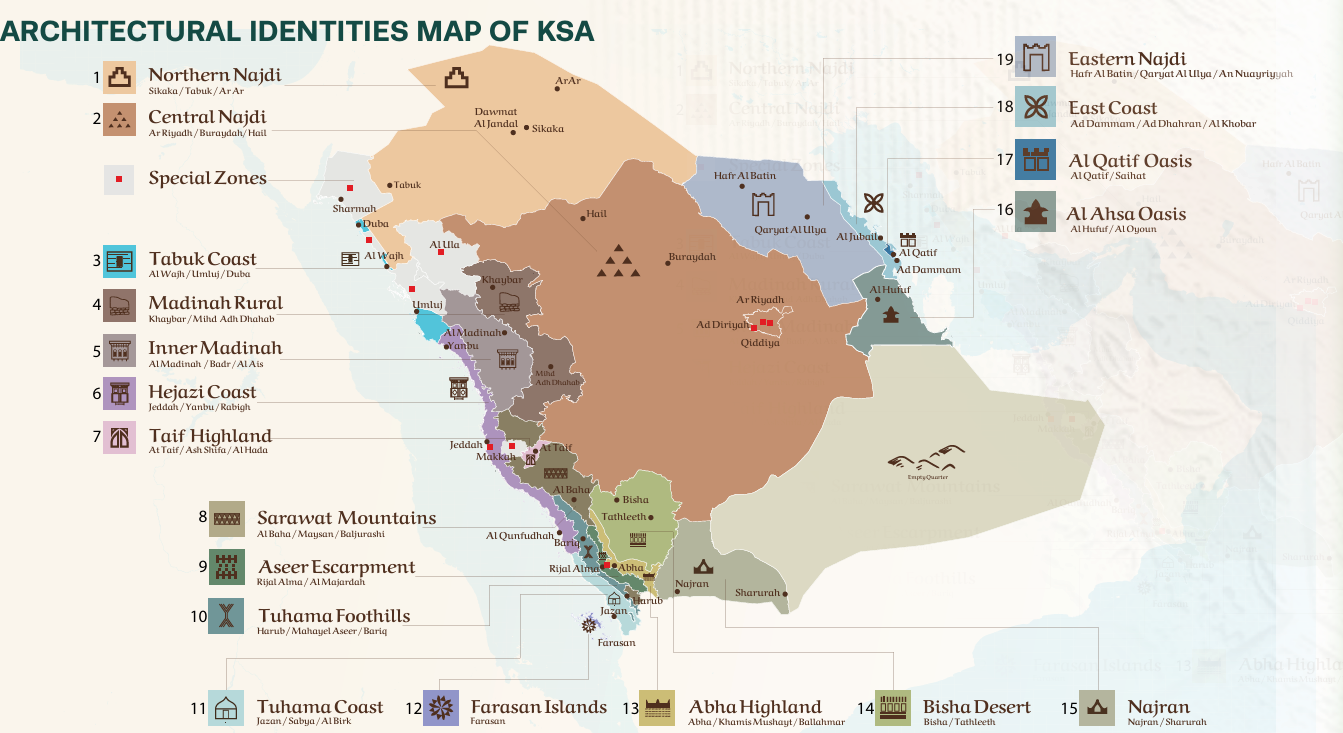 ARCHITECTURAL IDENTITIES MAP OF KSA
1 Northern Najdi
Sikaka / Tabuk / Ar Ar
2 Central Najdi
Ar Riyadh / Buraydah / Hail
Special Zones
3 Tabuk Coast
Al Wajh / Umluj / Duba
4 Madinah Rural
Khaybar / Mihd Adh Dhahab
5 Inner Madinah
Al Madinah / Badr / Al Ais
6 Hejazi Coast
Jeddah / Yanbu / Rabigh
7 Taif Highland
At Taif / Ash Shifa / Al Hada
8 Sarawat Mountains
Al Baha / Maysan / Baljurashi
9 Aseer Escarpment
Rijal Alma / Al Majardah
10 Tuhama Foothills
Harub / Mahayel Aseer / Bariq
11 Tuhama Coast
Jazan / Sabya / Al Birk
12 Farasan Islands
Farasan
13 Abha Highland
Abha / Khamis Mushayt / Ballahmar
14 Bisha Desert
Bisha / Tathleeth
15 Najran
Najran / Sharurah
19 Eastern Najdi
Hafr Al Batin / Qaryat Al Ulya / An Nuayriyyah
18 East Coast
Ad Dammam / Ad Dhahran / Al Khobar
17 Al Qatif Oasis
Al Qatif / Saihat
16 Al Ahsa Oasis
Al Hufuf / Al Oyoun
Ar Ar
Dawmat
Al Jandal
Sikaka
Tabuk
Sharmah
Duba
Al Wajh
Al Ula
Hail
Hafr Al Batin
Qaryat Al Ulya
Al Jubail
Al Qatif
Ad Dammam
Buraydah
Khaybar
Al Hufuf
Umluj
Ar Riyadh
Ad Diriyah
Qiddiya
Al Madinah
Yanbu
Mihd
Adh Dhahab
Jeddah
Makkah
At Taif
Empty Quarter
Al Baha
Bisha
Tathleeth
Al Qunfudhah
Bariq
Rijal Alma
Abha
Najran
Sharurah
Harub
Jazan
Farasan